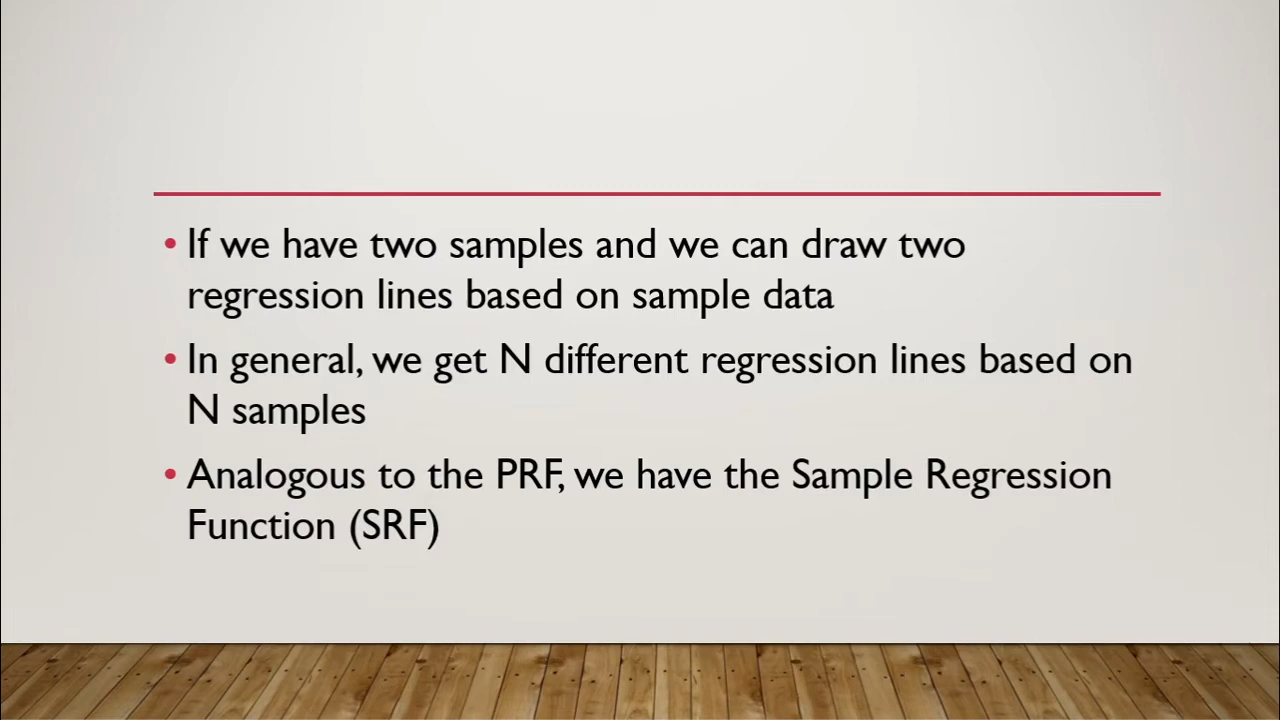 • If we have two samples and we can draw two
regression lines based on sample data
• In general, we get N different regression lines based on
N samples
• Analogous to the PRF, we have the Sample Regression
Function (SRF)